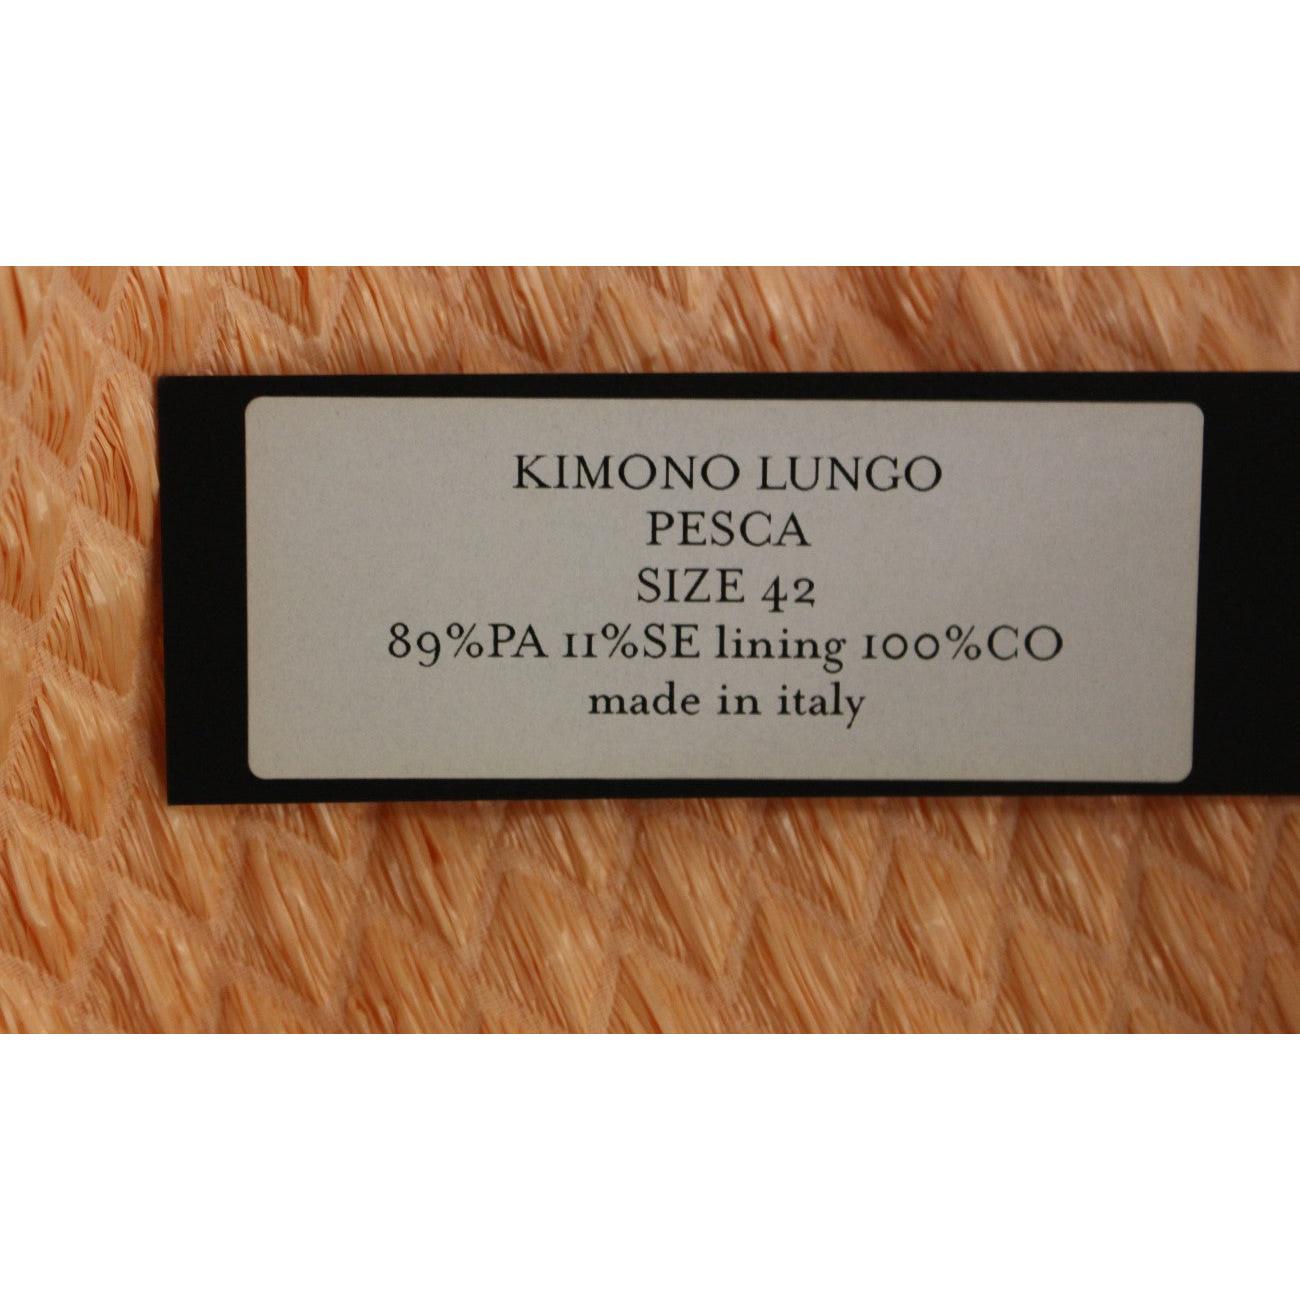 KIMONO LUNGO
PESCA
SIZE 42
89%PA 11%SE lining 100%CO
made in italy